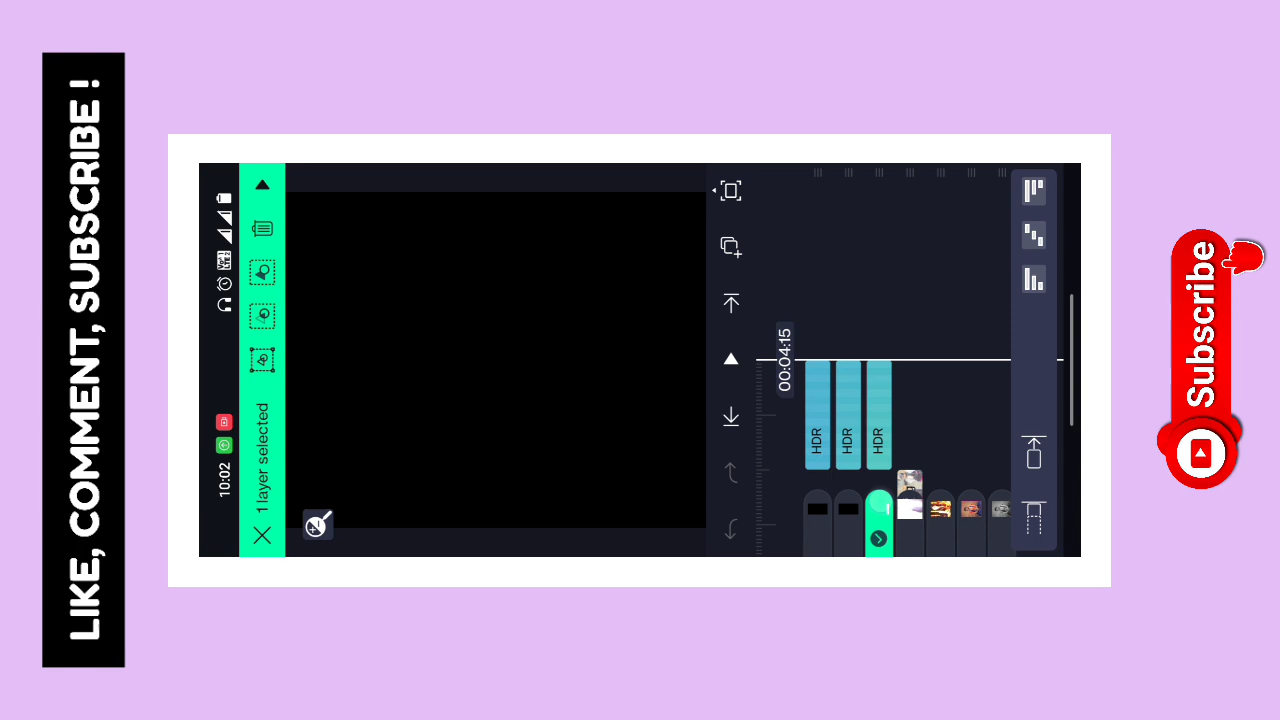 LIKE, COMMENT, SUBSCRIBE !
10:02
1 layer selected
00:04:15
HDR
HDR
HDR
Subscribe